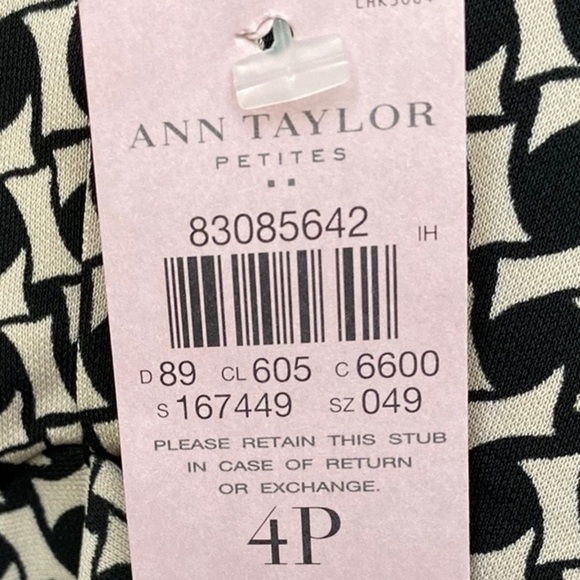 ANN TAYLOR
PETITES
83085642 IH
D 89 CL 605 C 6600
S 167449 SZ 049
PLEASE RETAIN THIS STUB
IN CASE OF RETURN
OR EXCHANGE.
4P